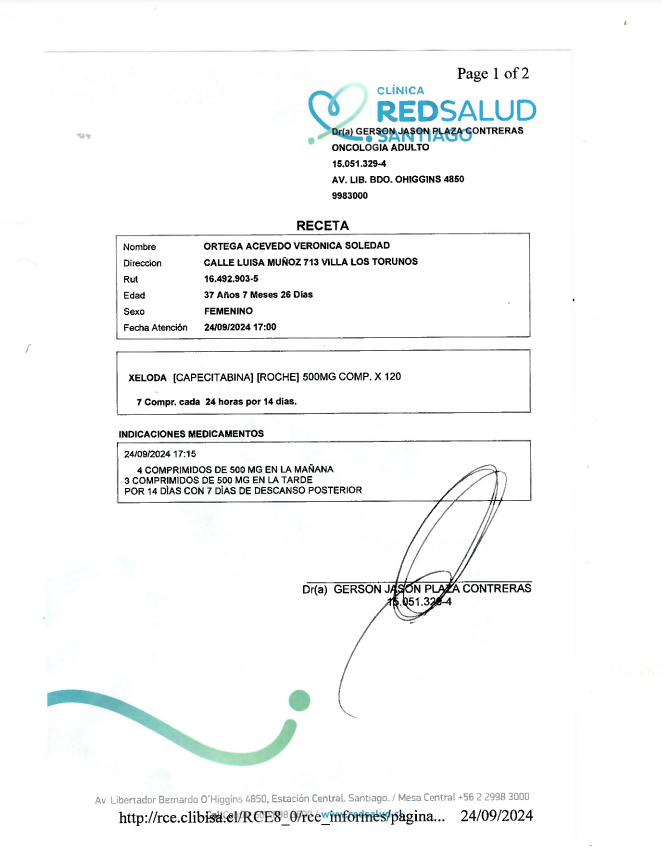 Page 1 of 2
CLÍNICA
REDSALUD
SANTIAGO
Dr(a) GERSON JASON PLAZA CONTRERAS
ONCOLOGIA ADULTO
15.051.329-4
AV. LIB. BDO. OHIGGINS 4850
9983000
RECETA
Nombre ORTEGA ACEVEDO VERONICA SOLEDAD
Direccion CALLE LUISA MUÑOZ 713 VILLA LOS TORUNOS
Rut 16.492.903-5
Edad 37 Años 7 Meses 26 Días
Sexo FEMENINO
Fecha Atención 24/09/2024 17:00
XELODA [CAPECITABINA] [ROCHE] 500MG COMP. X 120
7 Compr. cada 24 horas por 14 dias.
INDICACIONES MEDICAMENTOS
24/09/2024 17:15
4 COMPRIMIDOS DE 500 MG EN LA MAÑANA
3 COMPRIMIDOS DE 500 MG EN LA TARDE
POR 14 DÍAS CON 7 DÍAS DE DESCANSO POSTERIOR
Dr(a) GERSON JASON PLAZA CONTRERAS
15.051.329-4
Av. Libertador Bernardo O'Higgins 4850, Estación Central, Santiago. / Mesa Central +56 2 2998 3000
http://rce.clibisa.cl/RCE8_0/rce_informes/pagina... 24/09/2024